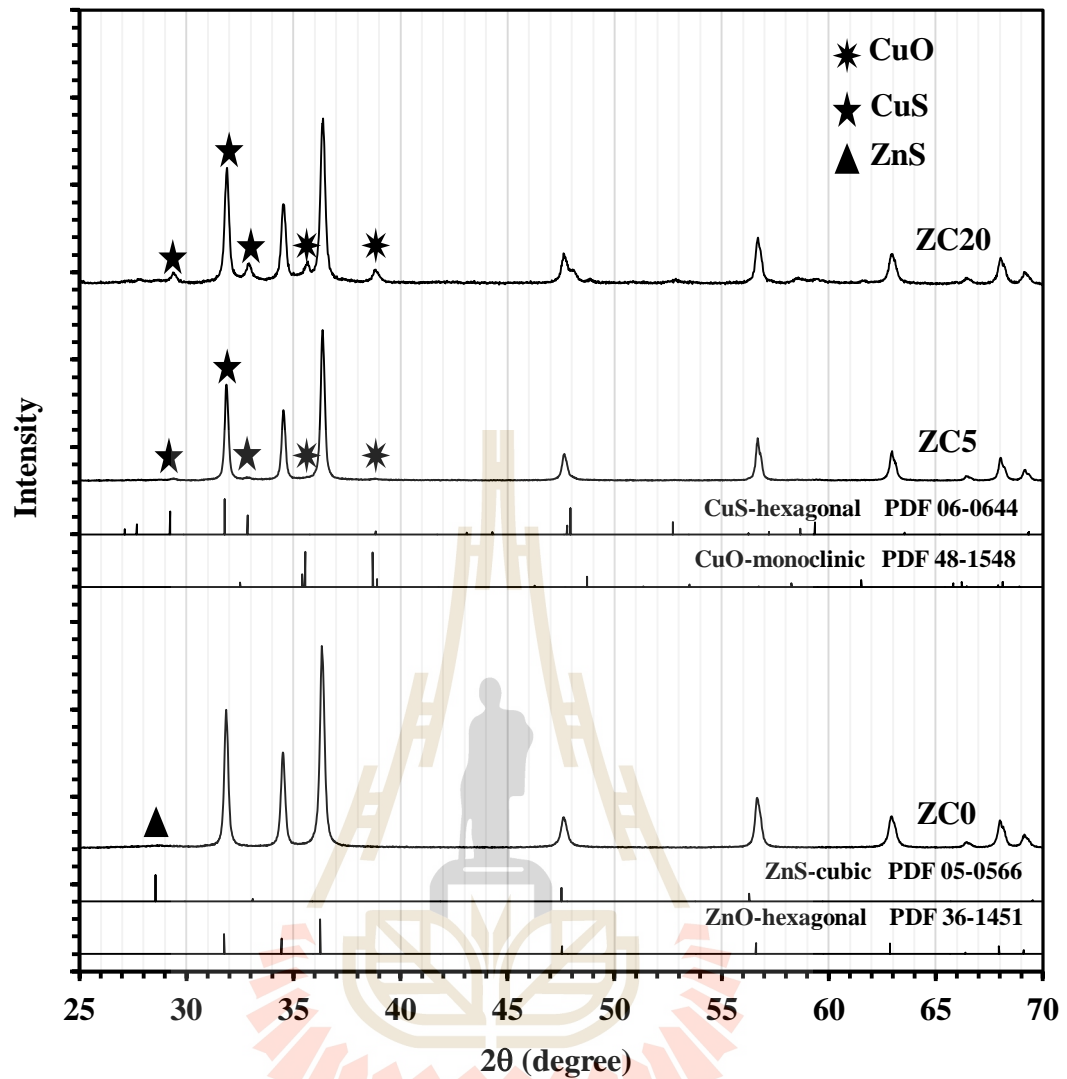 CuO
CuS
ZnS
ZC20
ZC5
CuS-hexagonal PDF 06-0644
CuO-monoclinic PDF 48-1548
ZC0
ZnS-cubic PDF 05-0566
ZnO-hexagonal PDF 36-1451
Intensity
25 30 35 40 45 50 55 60 65 70
2θ (degree)